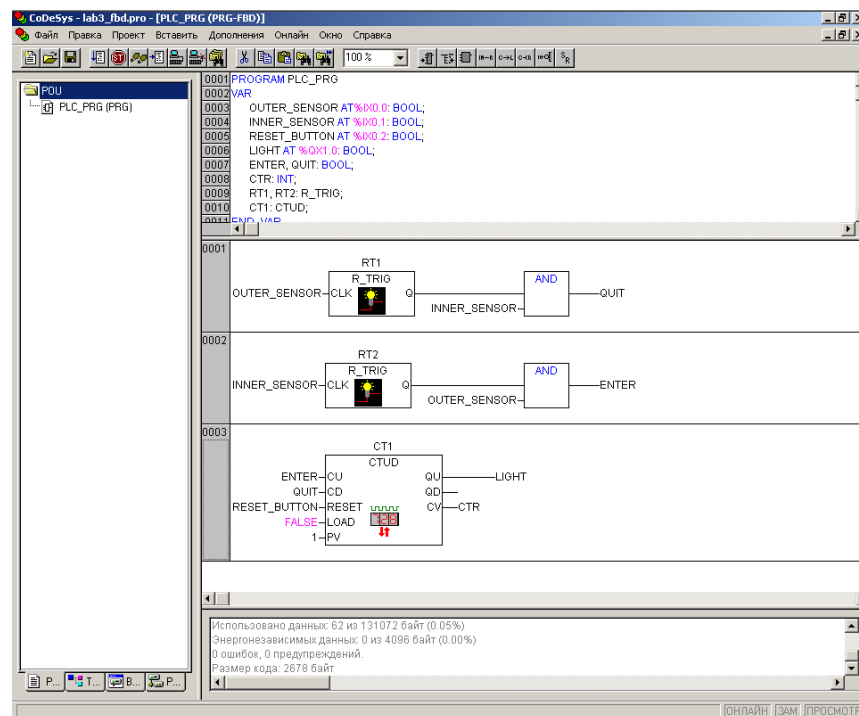 CoDeSys - lab3_fbd.pro - [PLC_PRG (PRG-FBD)]
Файл Правка Проект Вставить Дополнения Онлайн Окно Справка
100 %
POU
PLC_PRG (PRG)
0001 PROGRAM PLC_PRG
0002 VAR
0003 OUTER_SENSOR AT%IX0.0: BOOL;
0004 INNER_SENSOR AT %IX0.1: BOOL;
0005 RESET_BUTTON AT %IX0.2: BOOL;
0006 LIGHT AT %QX1.0: BOOL;
0007 ENTER, QUIT: BOOL;
0008 CTR: INT;
0009 RT1, RT2: R_TRIG;
0010 CT1: CTUD;
0011 END_VAR
0001
RT1
R_TRIG
AND
OUTER_SENSOR CLK Q QUIT
INNER_SENSOR
0002
RT2
R_TRIG
AND
INNER_SENSOR CLK Q ENTER
OUTER_SENSOR
0003
CT1
CTUD
ENTER CU QU LIGHT
QUIT CD QD
RESET_BUTTON RESET CV CTR
FALSE LOAD
1 PV
Использовано данных: 62 из 131072 байт (0.05%)
Энергонезависимых данных: 0 из 4096 байт (0.00%)
0 ошибок, 0 предупреждений.
Размер кода: 2678 байт
P... T... B... P...
ОНЛАЙН ЗАМ ПРОСМОТР